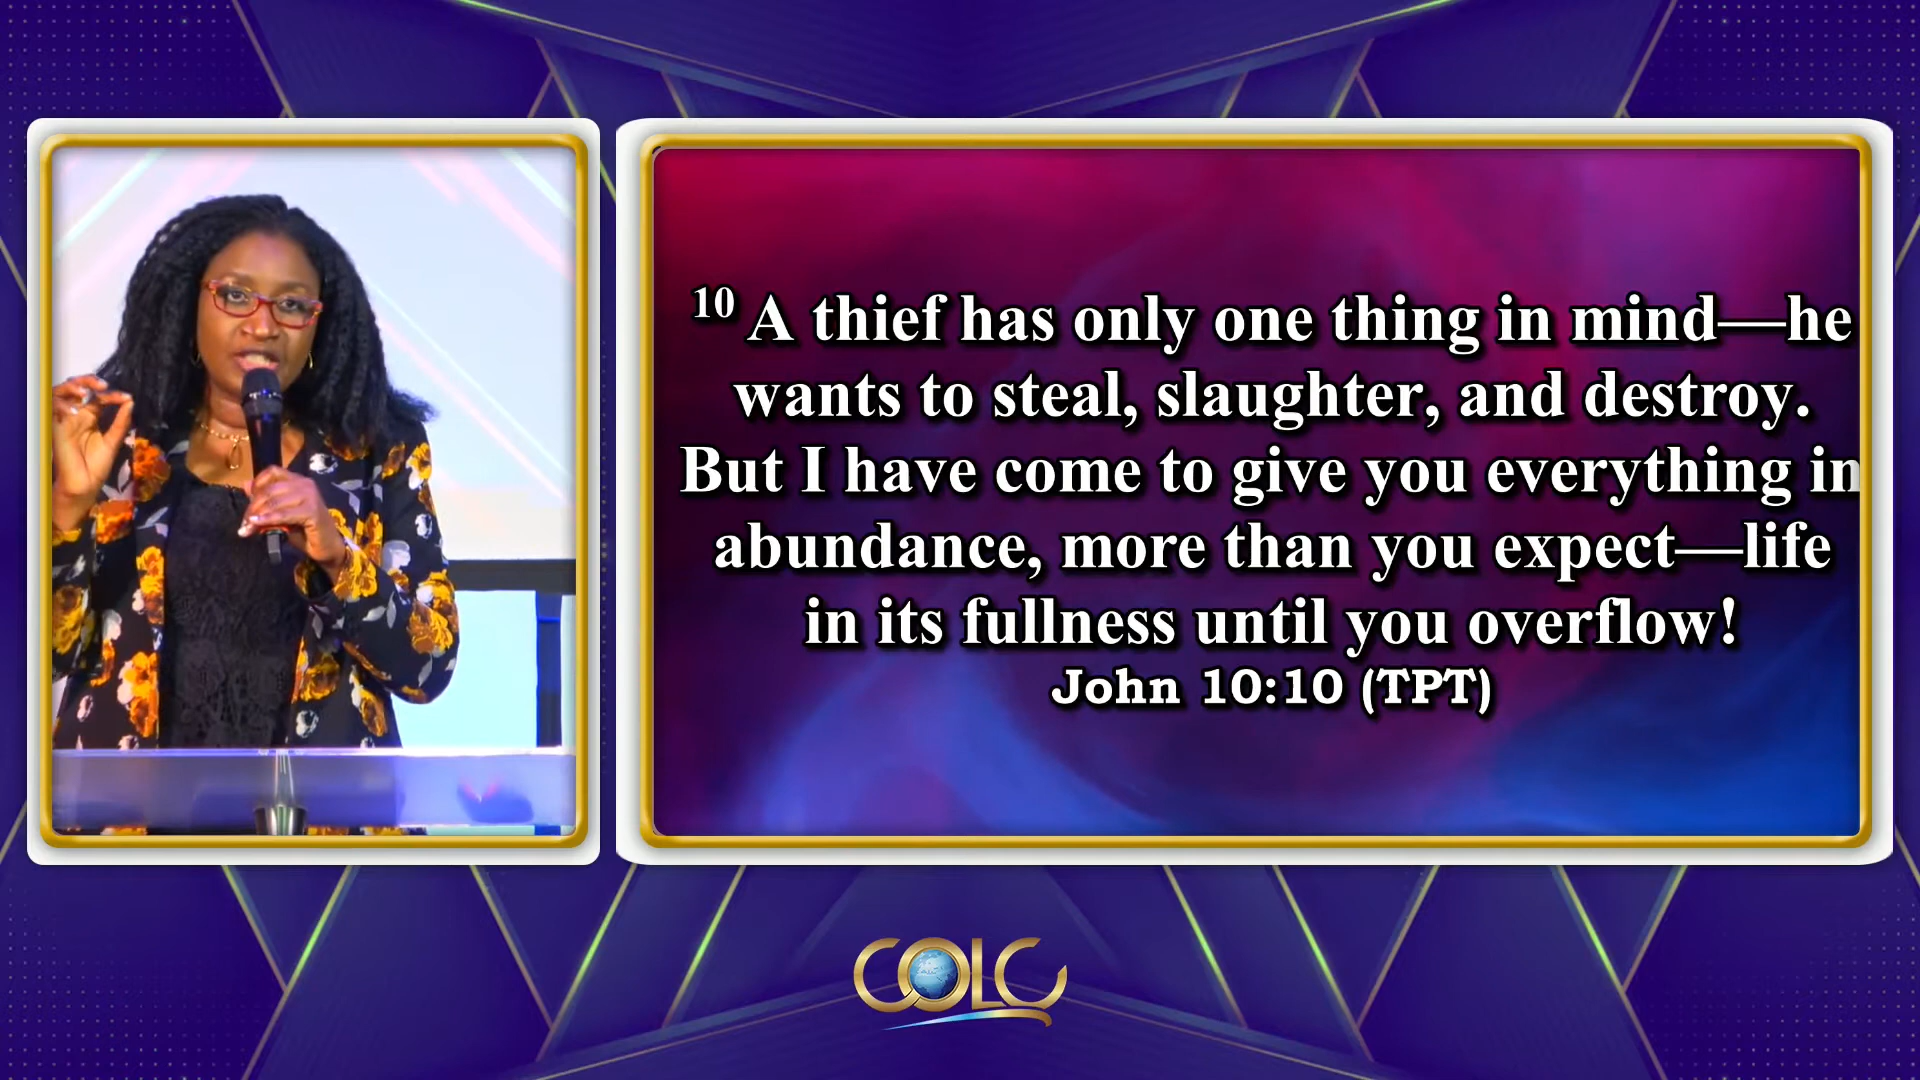 10 A thief has only one thing in mind—he
wants to steal, slaughter, and destroy.
But I have come to give you everything in
abundance, more than you expect—life
in its fullness until you overflow!
John 10:10 (TPT)
COLC